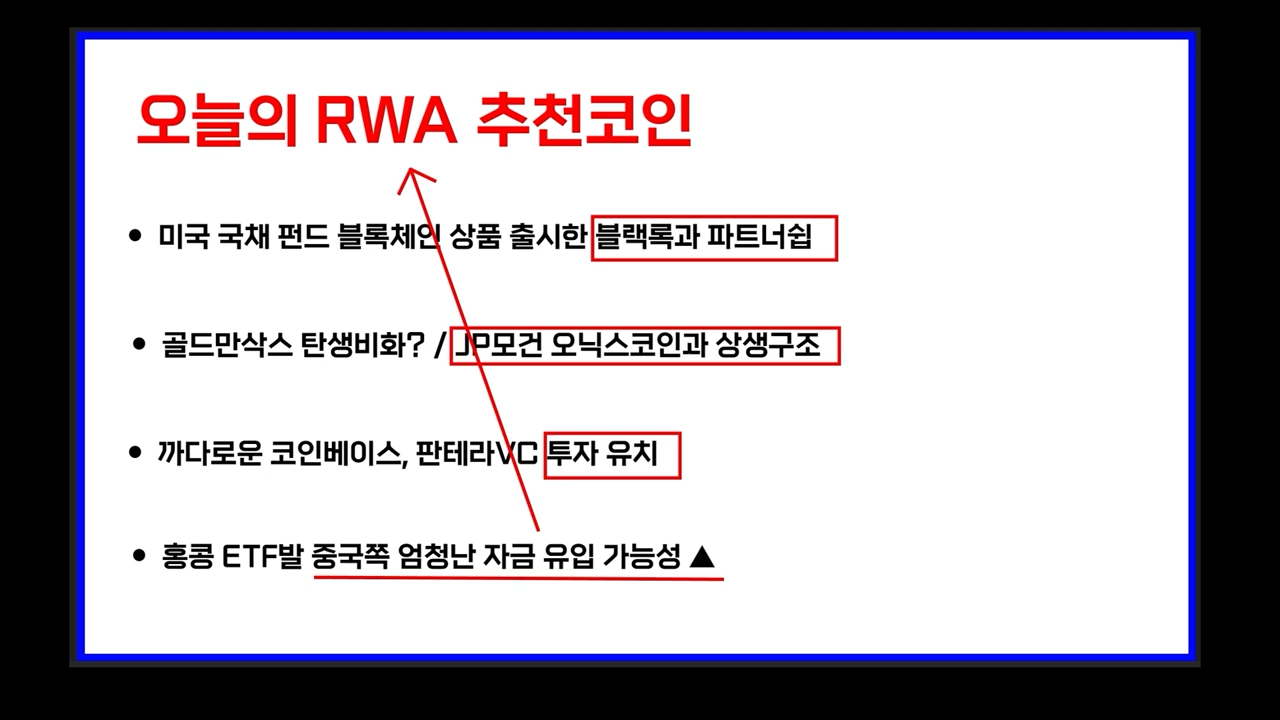 오늘의 RWA 추천코인
• 미국 국채 펀드 블록체인 상품 출시한 블랙록과 파트너쉽
• 골드만삭스 탄생비화? / JP모건 오닉스코인과 상생구조
• 까다로운 코인베이스, 판테라VC 투자 유치
• 홍콩 ETF발 중국쪽 엄청난 자금 유입 가능성 ▲